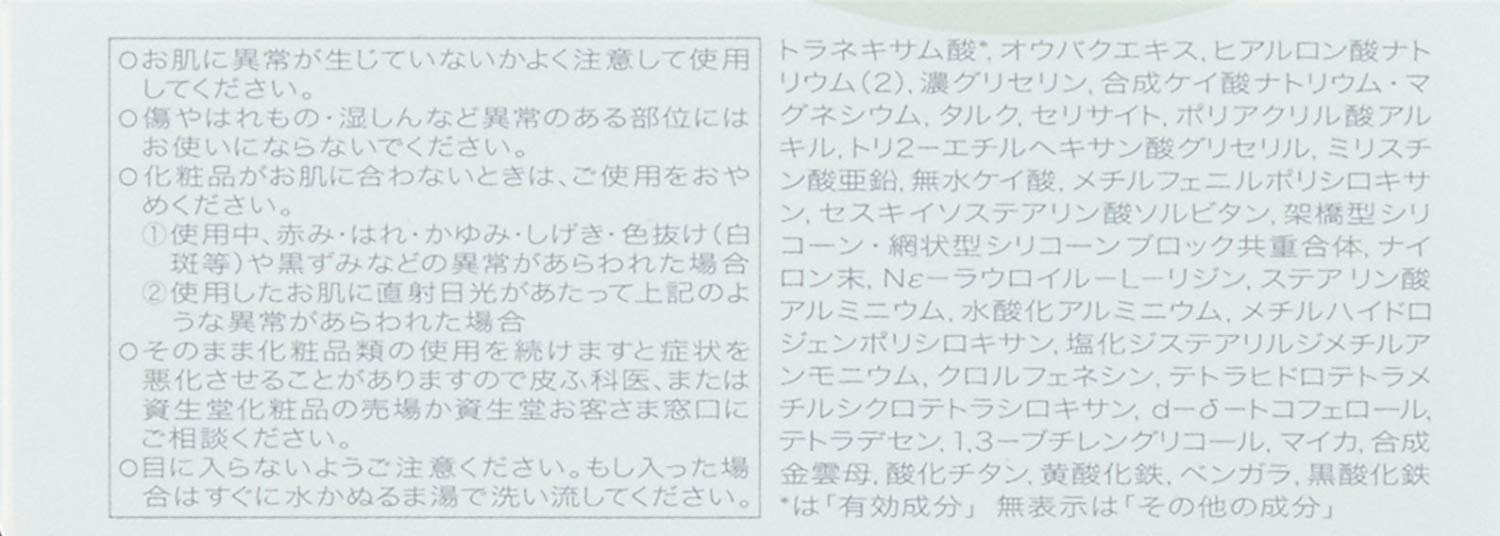 ○お肌に異常が生じていないかよく注意して使用
してください。
○傷やはれもの・湿しんなど異常のある部位には
お使いにならないでください。
○化粧品がお肌に合わないときは、ご使用をおや
めください。
①使用中、赤み・はれ・かゆみ・しげき・色抜け(白
斑等)や黒ずみなどの異常があらわれた場合
②使用したお肌に直射日光があたって上記のよ
うな異常があらわれた場合
○そのまま化粧品類の使用を続けますと症状を
悪化させることがありますので皮ふ科医、または
資生堂化粧品の売場か資生堂お客さま窓口に
ご相談ください。
○目に入らないようご注意ください。もし入った場
合はすぐに水かぬるま湯で洗い流してください。
トラネキサム酸*, オウバクエキス, ヒアルロン酸ナト
リウム(2), 濃グリセリン, 合成ケイ酸ナトリウム・マ
グネシウム, タルク, セリサイト, ポリアクリル酸アル
キル, トリ2ーエチルヘキサン酸グリセリル, ミリスチ
ン酸亜鉛, 無水ケイ酸, メチルフェニルポリシロキサ
ン, セスキイソステアリン酸ソルビタン, 架橋型シリ
コーン・網状型シリコーンブロック共重合体, ナイ
ロン末, NεーラウロイルーLーリジン, ステアリン酸
アルミニウム, 水酸化アルミニウム, メチルハイドロ
ジェンポリシロキサン, 塩化ジステアリルジメチルア
ンモニウム, クロルフェネシン, テトラヒドロテトラメ
チルシクロテトラシロキサン, dーδートコフェロール,
テトラデセン, 1,3ーブチレングリコール, マイカ, 合成
金雲母, 酸化チタン, 黄酸化鉄, ベンガラ, 黒酸化鉄
*は「有効成分」 無表示は「その他の成分」